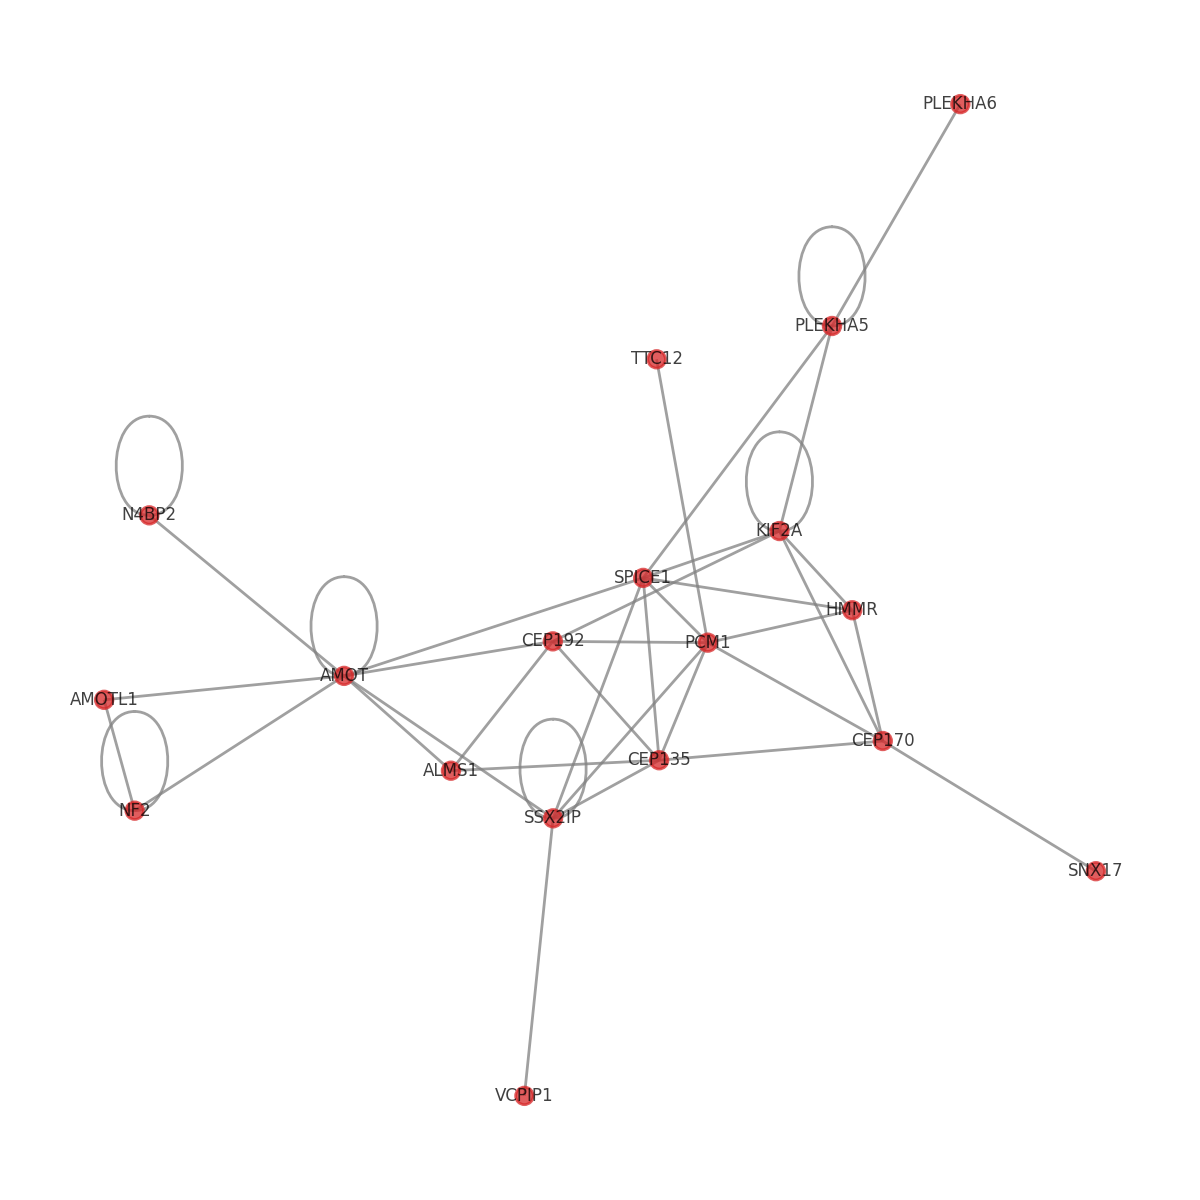 PLEKHA6
PLEKHA5
TTC12
N4BP2
KIF2A
SPICE1
HMMR
CEP192
PCM1
AMOT
AMOTL1
CEP170
CEP135
ALMS1
NF2
SSX2IP
SNX17
VCPIP1